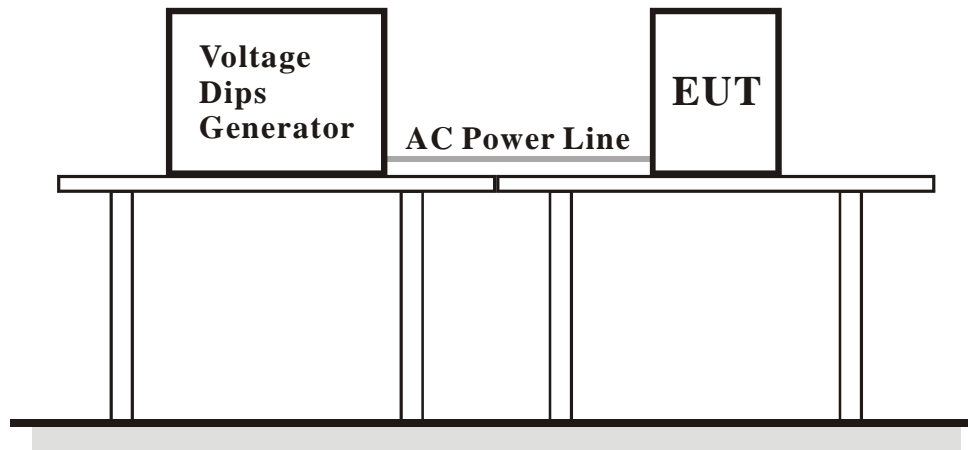 Voltage
Dips
Generator
EUT
AC Power Line